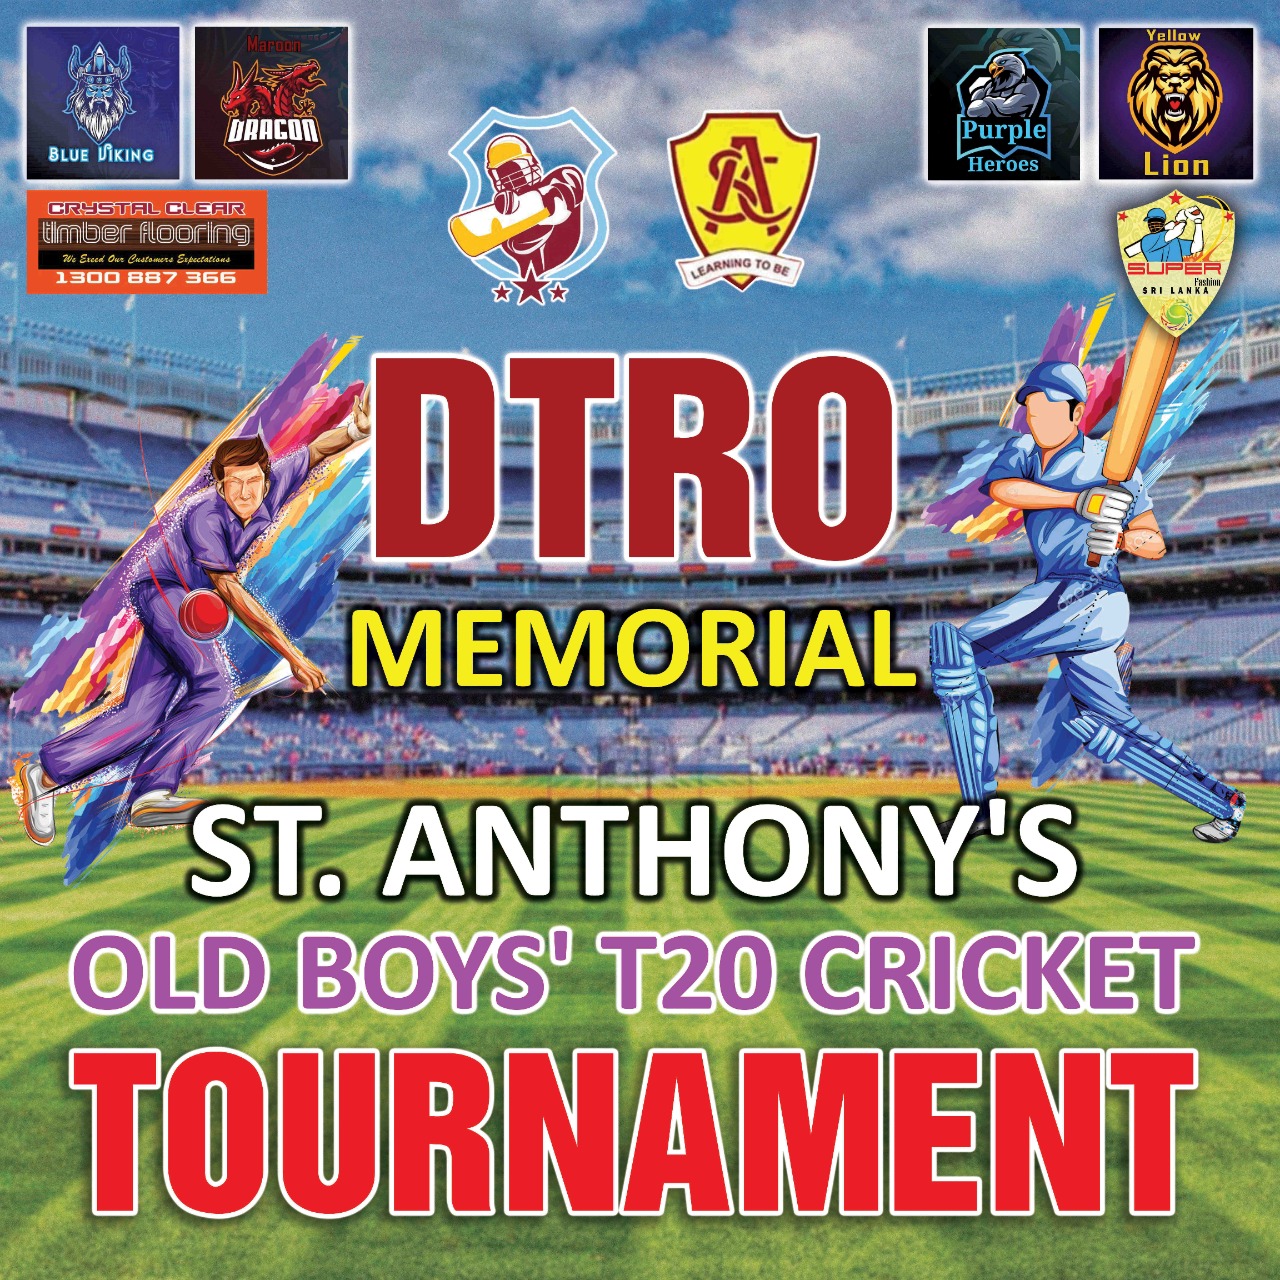 BLUE VIKING
Maroon
DRAGON
Purple
Heroes
Yellow
Lion
CRYSTAL CLEAR
timber flooring
We Exeed Our Customers Expectations
1300 887 366
LEARNING TO BE
SUPER
Fashion
SRI LANKA
DTRO
MEMORIAL
ST. ANTHONY'S
OLD BOYS' T20 CRICKET
TOURNAMENT